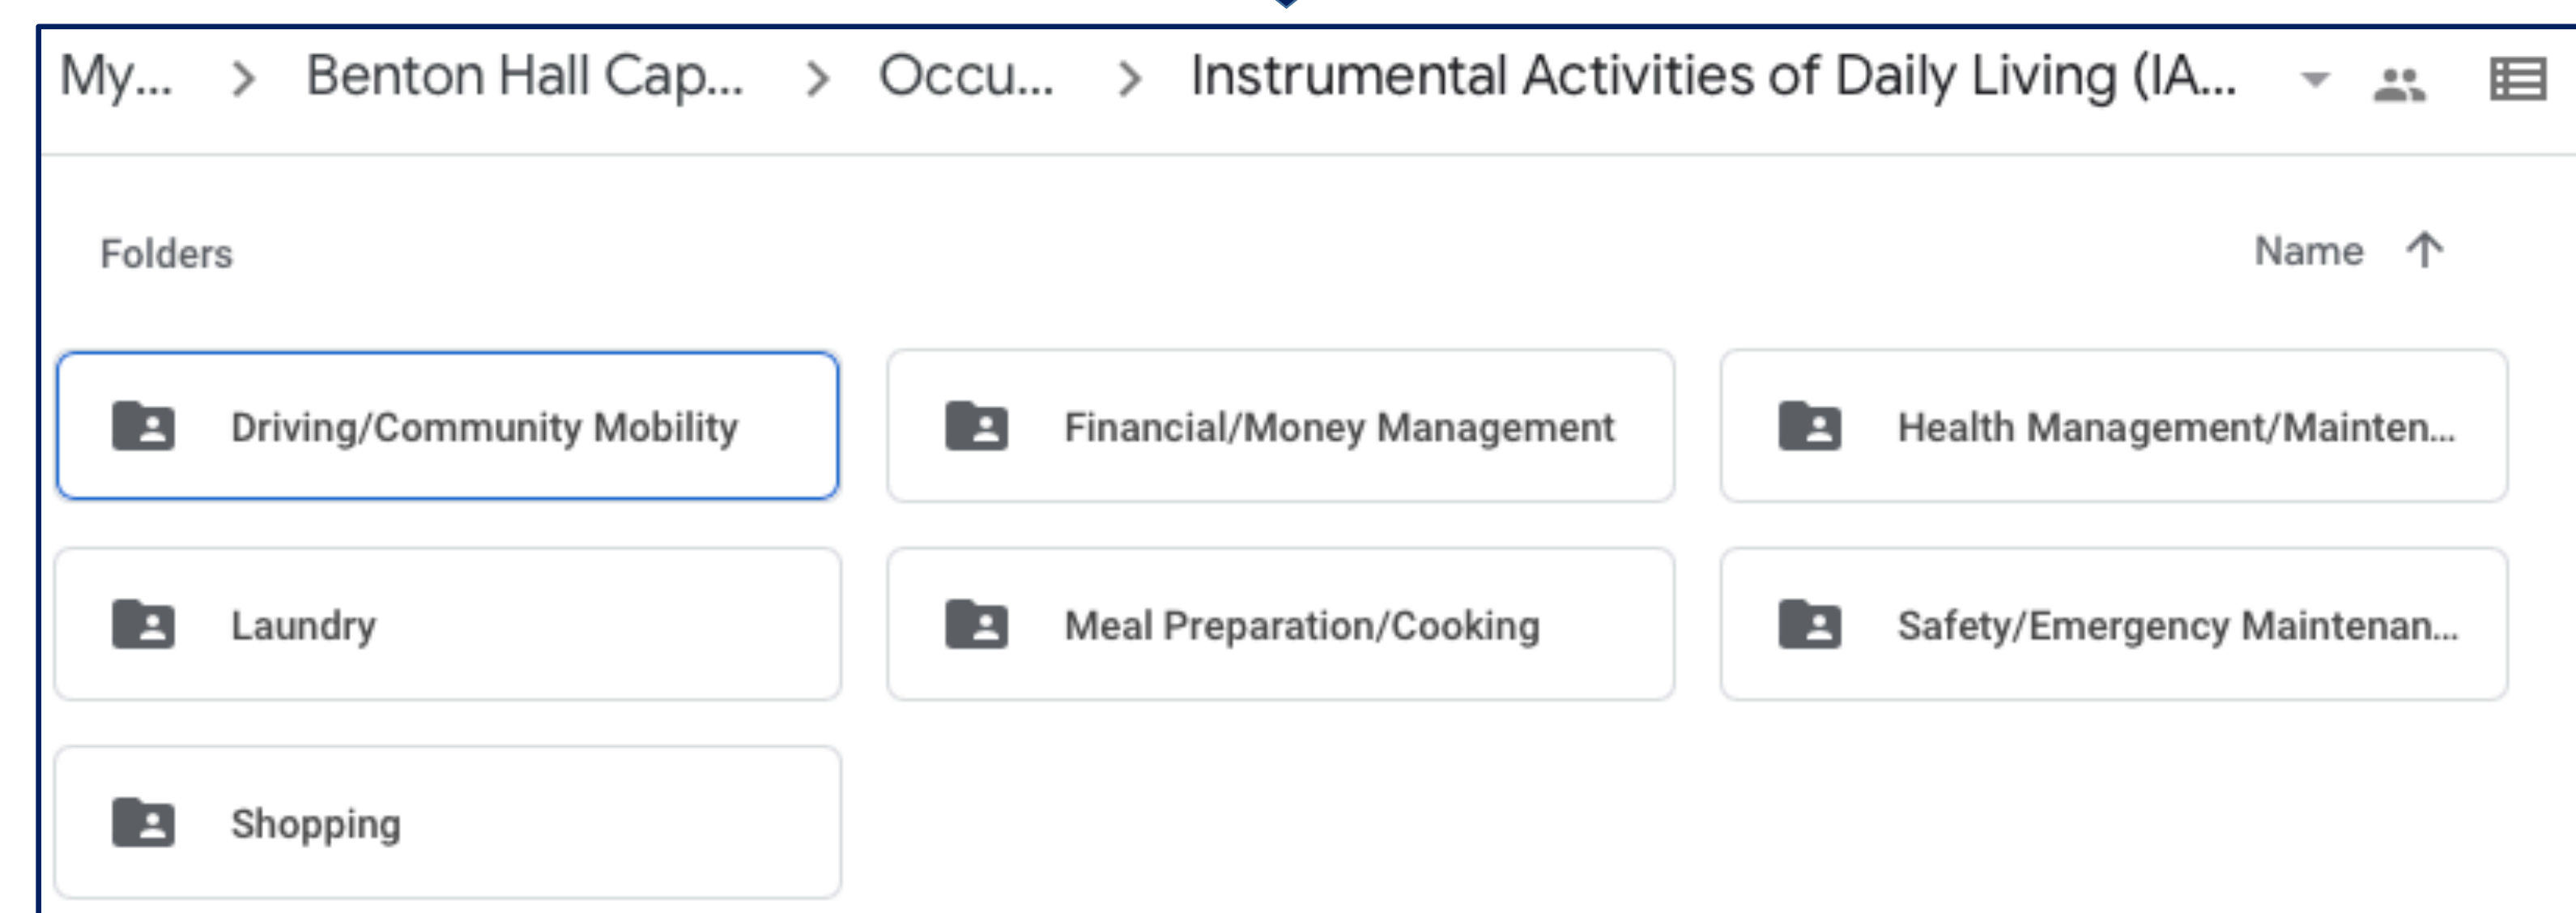 My... > Benton Hall Cap... > Occu... > Instrumental Activities of Daily Living (IA...
Folders Name ↑
Driving/Community Mobility Financial/Money Management Health Management/Mainten...
Laundry Meal Preparation/Cooking Safety/Emergency Maintenan...
Shopping